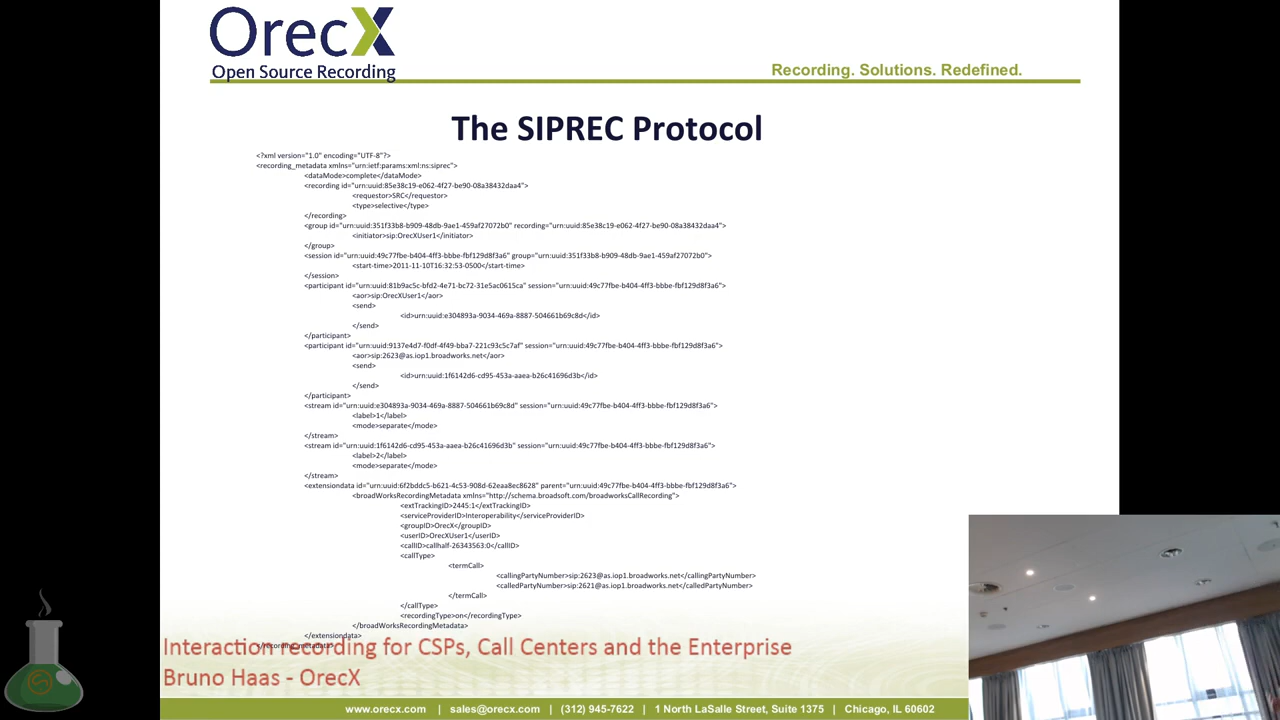 OrecX
Open Source Recording
Recording. Solutions. Redefined.
The SIPREC Protocol
<?xml version="1.0" encoding="UTF-8"?>
<recording_metadata xmlns="urn:ietf:params:xml:ns:siprec">
<dataMode>complete</dataMode>
<recording id="urn:uuid:85e38c19-e062-4f27-be90-08a38432daa4">
<requestor>SRC</requestor>
<type>selective</type>
</recording>
<group id="urn:uuid:351f33b8-b909-48db-9ae1-459af27072b0" recording="urn:uuid:85e38c19-e062-4f27-be90-08a38432daa4">
<initiator>sip:OrecXUser1</initiator>
</group>
<session id="urn:uuid:49c77fbe-b404-4ff3-bbbe-fbf129d8f3a6" group="urn:uuid:351f33b8-b909-48db-9ae1-459af27072b0">
<start-time>2011-11-10T16:32:53-0500</start-time>
</session>
<participant id="urn:uuid:81b9ac5c-bfd2-4e71-bc72-31e5ac0615ca" session="urn:uuid:49c77fbe-b404-4ff3-bbbe-fbf129d8f3a6">
<aor>sip:OrecXUser1</aor>
<send>
<id>urn:uuid:e304893a-9034-469a-8887-504661b69c8d</id>
</send>
</participant>
<participant id="urn:uuid:9137e4d7-f0df-4f49-bba7-221c93c5c7af" session="urn:uuid:49c77fbe-b404-4ff3-bbbe-fbf129d8f3a6">
<aor>sip:2623@as.iop1.broadworks.net</aor>
<send>
<id>urn:uuid:1f6142d6-cd95-453a-aaea-b26c41696d3b</id>
</send>
</participant>
<stream id="urn:uuid:e304893a-9034-469a-8887-504661b69c8d" session="urn:uuid:49c77fbe-b404-4ff3-bbbe-fbf129d8f3a6">
<label>1</label>
<mode>separate</mode>
</stream>
<stream id="urn:uuid:1f6142d6-cd95-453a-aaea-b26c41696d3b" session="urn:uuid:49c77fbe-b404-4ff3-bbbe-fbf129d8f3a6">
<label>2</label>
<mode>separate</mode>
</stream>
<extensiondata id="urn:uuid:6f2bddc5-b621-4c53-908d-62eaa8ec8628" parent="urn:uuid:49c77fbe-b404-4ff3-bbbe-fbf129d8f3a6">
<broadWorksRecordingMetadata xmlns="http://schema.broadsoft.com/broadworksCallRecording">
<extTrackingID>2445:1</extTrackingID>
<serviceProviderID>Interoperability</serviceProviderID>
<groupID>OrecX</groupID>
<userID>OrecXUser1</userID>
<callID>callhalf-26343563:0</callID>
<callType>
<termCall>
<callingPartyNumber>sip:2623@as.iop1.broadworks.net</callingPartyNumber>
<calledPartyNumber>sip:2621@as.iop1.broadworks.net</calledPartyNumber>
</termCall>
</callType>
<recordingType>on</recordingType>
</broadWorksRecordingMetadata>
</extensiondata>
</recording_metadata>
Interaction recording for CSPs, Call Centers and the Enterprise
Bruno Haas - OrecX
www.orecx.com | sales@orecx.com | (312) 945-7622 | 1 North LaSalle Street, Suite 1375 | Chicago, IL 60602